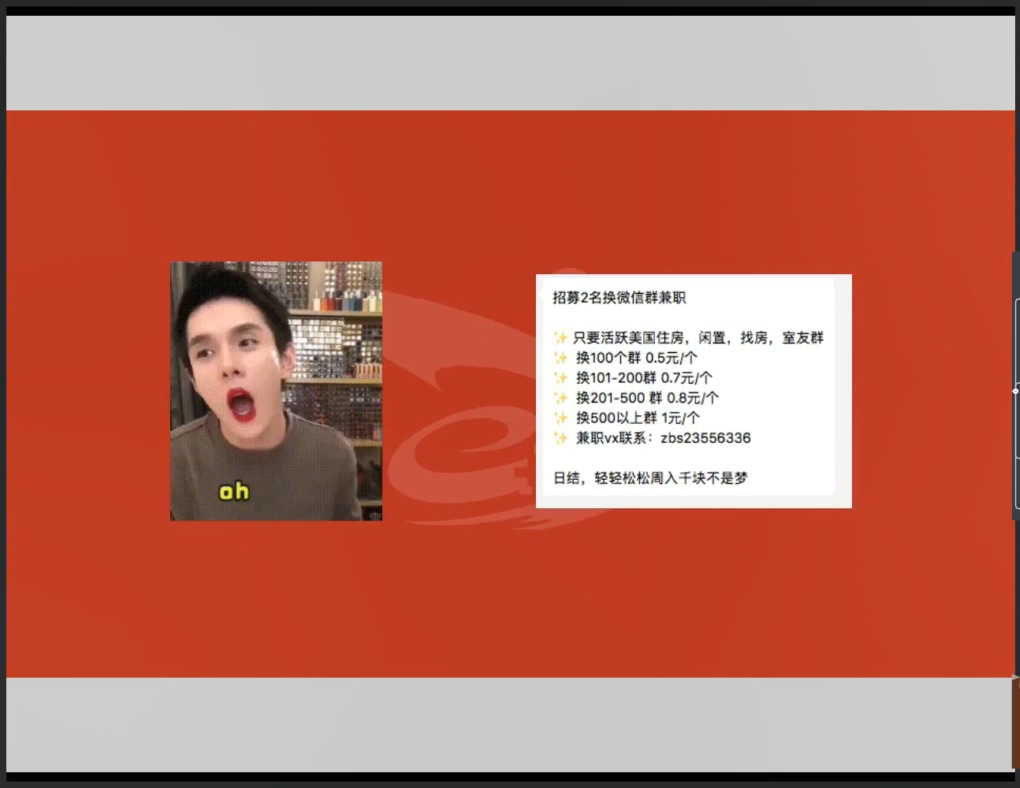 oh
招募2名换微信群兼职
✨ 只要活跃美国住房，闲置，找房，室友群
✨ 换100个群 0.5元/个
✨ 换101-200群 0.7元/个
✨ 换201-500 群 0.8元/个
✨ 换500以上群 1元/个
✨ 兼职vx联系：zbs23556336
日结，轻轻松松周入千块不是梦